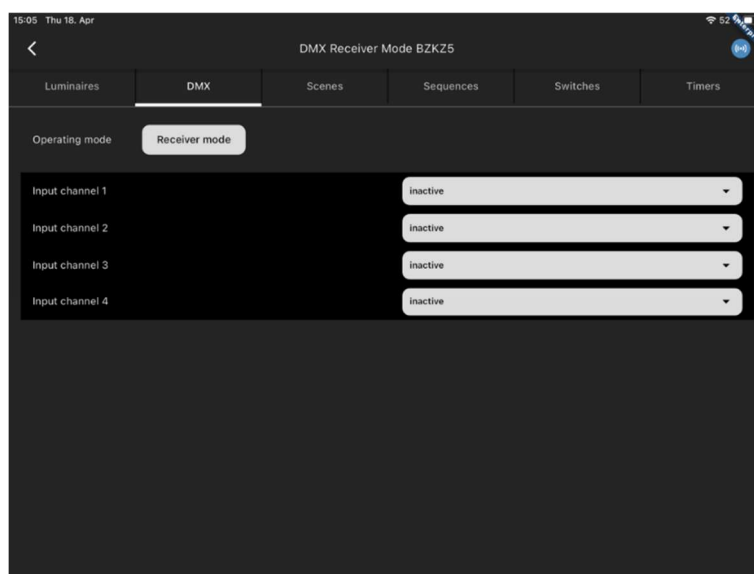 15:05 Thu 18. Apr 52
DMX Receiver Mode BZKZ5
Luminaires DMX Scenes Sequences Switches Timers
Operating mode Receiver mode
Input channel 1 inactive
Input channel 2 inactive
Input channel 3 inactive
Input channel 4 inactive